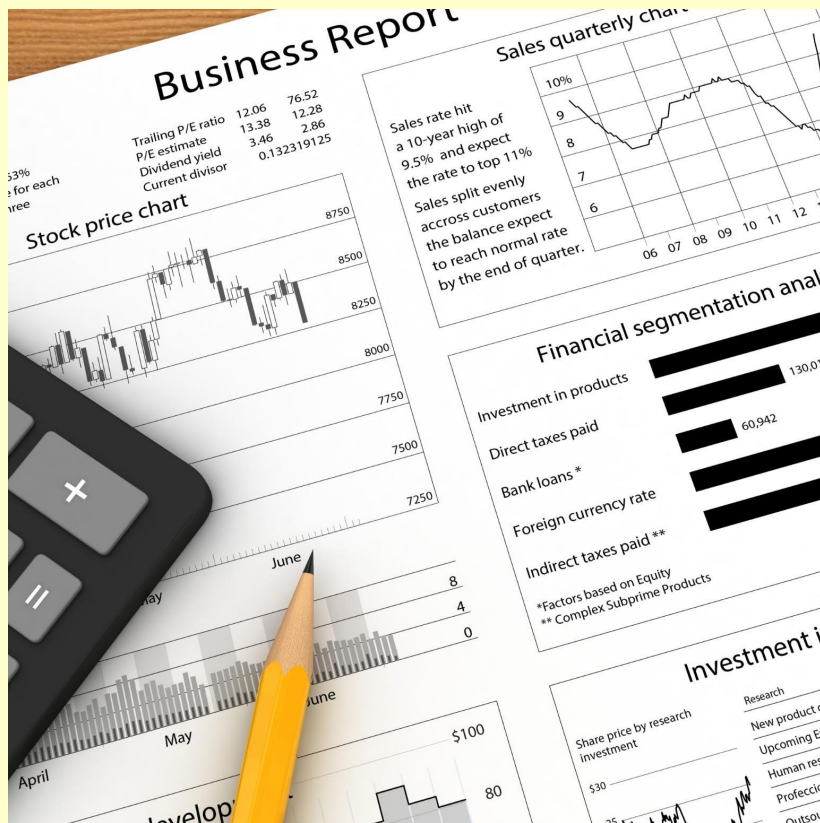 Business Report
53%
e for each
hree
Trailing P/E ratio 12.06 76.52
P/E estimate 13.38 12.28
Dividend yield 3.46 2.86
Current divisor 0.132319125
Stock price chart
8750
8500
8250
8000
7750
7500
7250
June
ay
8
4
0
April
May
June
evelop
$100
80
+
=
Sales quarterly chart
Sales rate hit
a 10-year high of
9.5% and expect
the rate to top 11%
Sales split evenly
accross customers
the balance expect
to reach normal rate
by the end of quarter.
10%
9
8
7
6
06 07 08 09 10 11 12
Financial segmentation anal
Investment in products
Direct taxes paid 130,01
Bank loans * 60,942
Foreign currency rate
Indirect taxes paid **
*Factors based on Equity
** Complex Subprime Products
Investment i
Share price by research
investment
$30
25
Research
New product
Upcoming E
Human res
Profeccio
Outsou